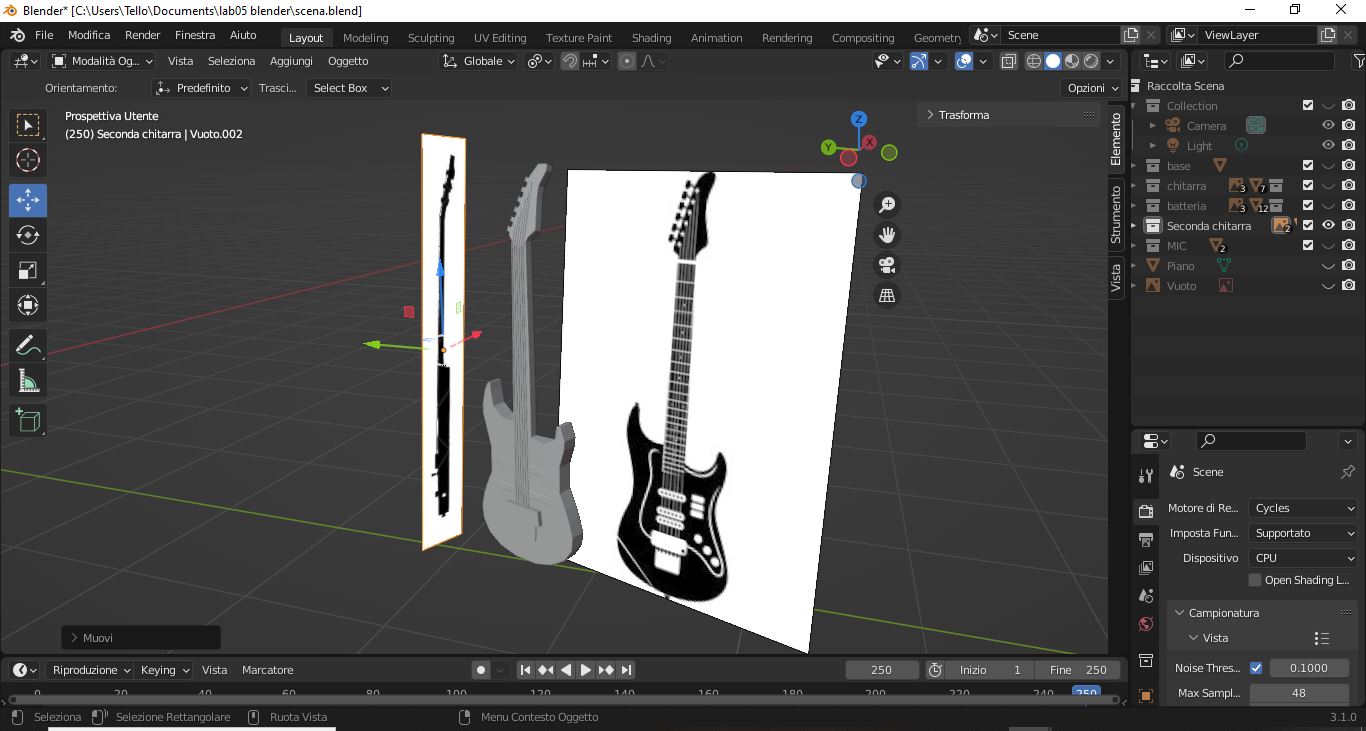 Blender* [C:\Users\Tello\Documents\lab05 blender\scena.blend]
File Modifica Render Finestra Aiuto Layout Modeling Sculpting UV Editing Texture Paint Shading Animation Rendering Compositing Geometry Scene ViewLayer
Modalità Og... Vista Seleziona Aggiungi Oggetto Globale
Orientamento: Predefinito Trasci... Select Box Opzioni
Prospettiva Utente
(250) Seconda chitarra | Vuoto.002
Trasforma
Z
Y
X
Elemento
Strumento
Vista
Muovi
Raccolta Scena
Collection
Camera
Light
base
chitarra 3 7
batteria 3 12
Seconda chitarra 2
MIC 2
Piano
Vuoto
Scene
Motore di Re... Cycles
Imposta Fun... Supportato
Dispositivo CPU
Open Shading L...
Campionatura
Vista
Noise Thres... 0.1000
Max Sampl... 48
Riproduzione Keying Vista Marcatore 250 Inizio 1 Fine 250
0 20 40 60 80 100 120 140 160 180 200 220 240 250
Seleziona Selezione Rettangolare Ruota Vista Menu Contesto Oggetto 3.1.0